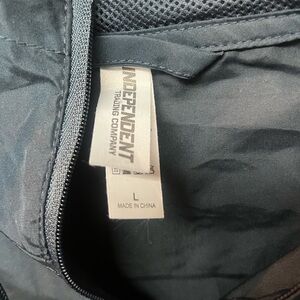 INDEPENDENT
TRADING COMPANY
L
MADE IN CHINA